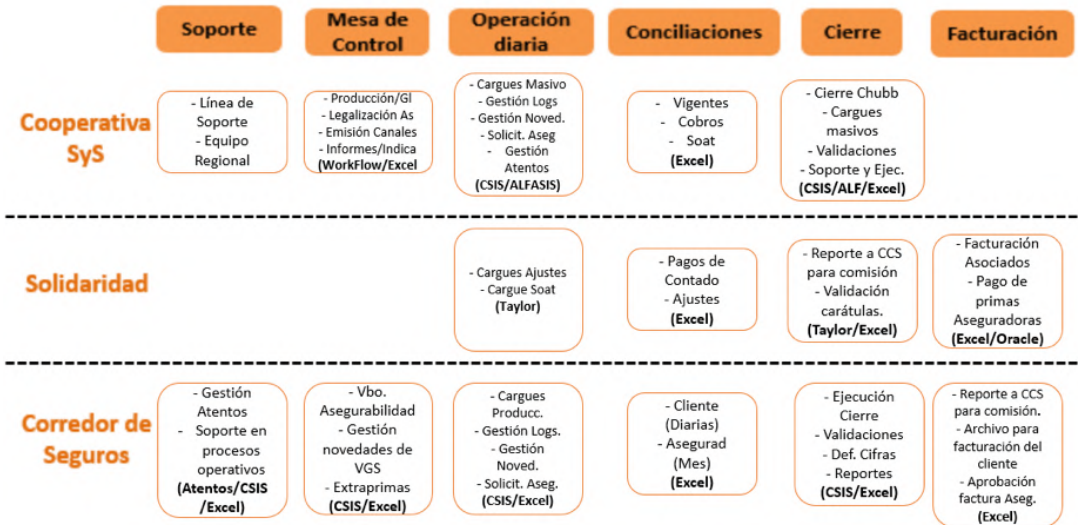 Soporte
Mesa de
Control
Operación
diaria
Conciliaciones
Cierre
Facturación
Cooperativa
SyS
- Línea de
Soporte
- Equipo
Regional
- Producción/GI
- Legalización As
- Emisión Canales
- Informes/Indica
(WorkFlow/Excel
- Cargues Masivo
- Gestión Logs
- Gestión Noved.
- Solicit. Aseg
- Gestión
Atentos
(CSIS/ALFASIS)
- Vigentes
- Cobros
Soat
(Excel)
- Cierre Chubb
- Cargues
masivos
- Validaciones
- Soporte y Ejec.
(CSIS/ALF/Excel)
Solidaridad
- Cargues Ajustes
- Cargue Soat
(Taylor)
- Pagos de
Contado
- Ajustes
(Excel)
- Reporte a CCS
para comisión
- Validación
carátulas.
(Taylor/Excel)
- Facturación
Asociados
- Pago de
primas
Aseguradoras
(Excel/Oracle)
Corredor de
Seguros
- Gestión
Atentos
- Soporte en
procesos
operativos
(Atentos/CSIS
/Excel)
- Vbo.
Asegurabilidad
- Gestión
novedades de
VGS
- Extraprimas
(CSIS/Excel)
- Cargues
Producc.
- Gestión Logs.
- Gestión
Noved.
- Solicit. Aseg.
(CSIS/Excel)
- Cliente
(Diarias)
- Asegurad
(Mes)
(Excel)
- Ejecución
Cierre
- Validaciones
- Def. Cifras
- Reportes
(CSIS/Excel)
- Reporte a CCS
para comisión.
- Archivo para
facturación del
cliente
- Aprobación
factura Aseg.
(Excel)